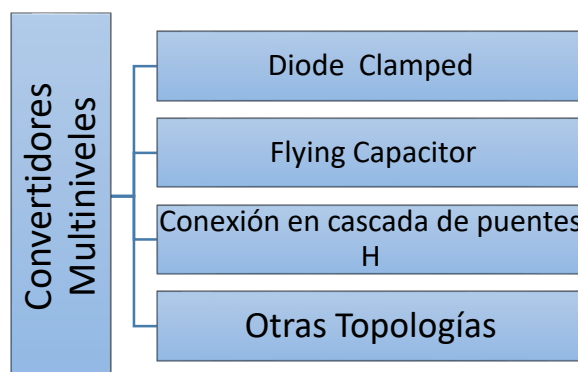 Convertidores
Multiniveles
Diode Clamped
Flying Capacitor
Conexión en cascada de puentes
H
Otras Topologías